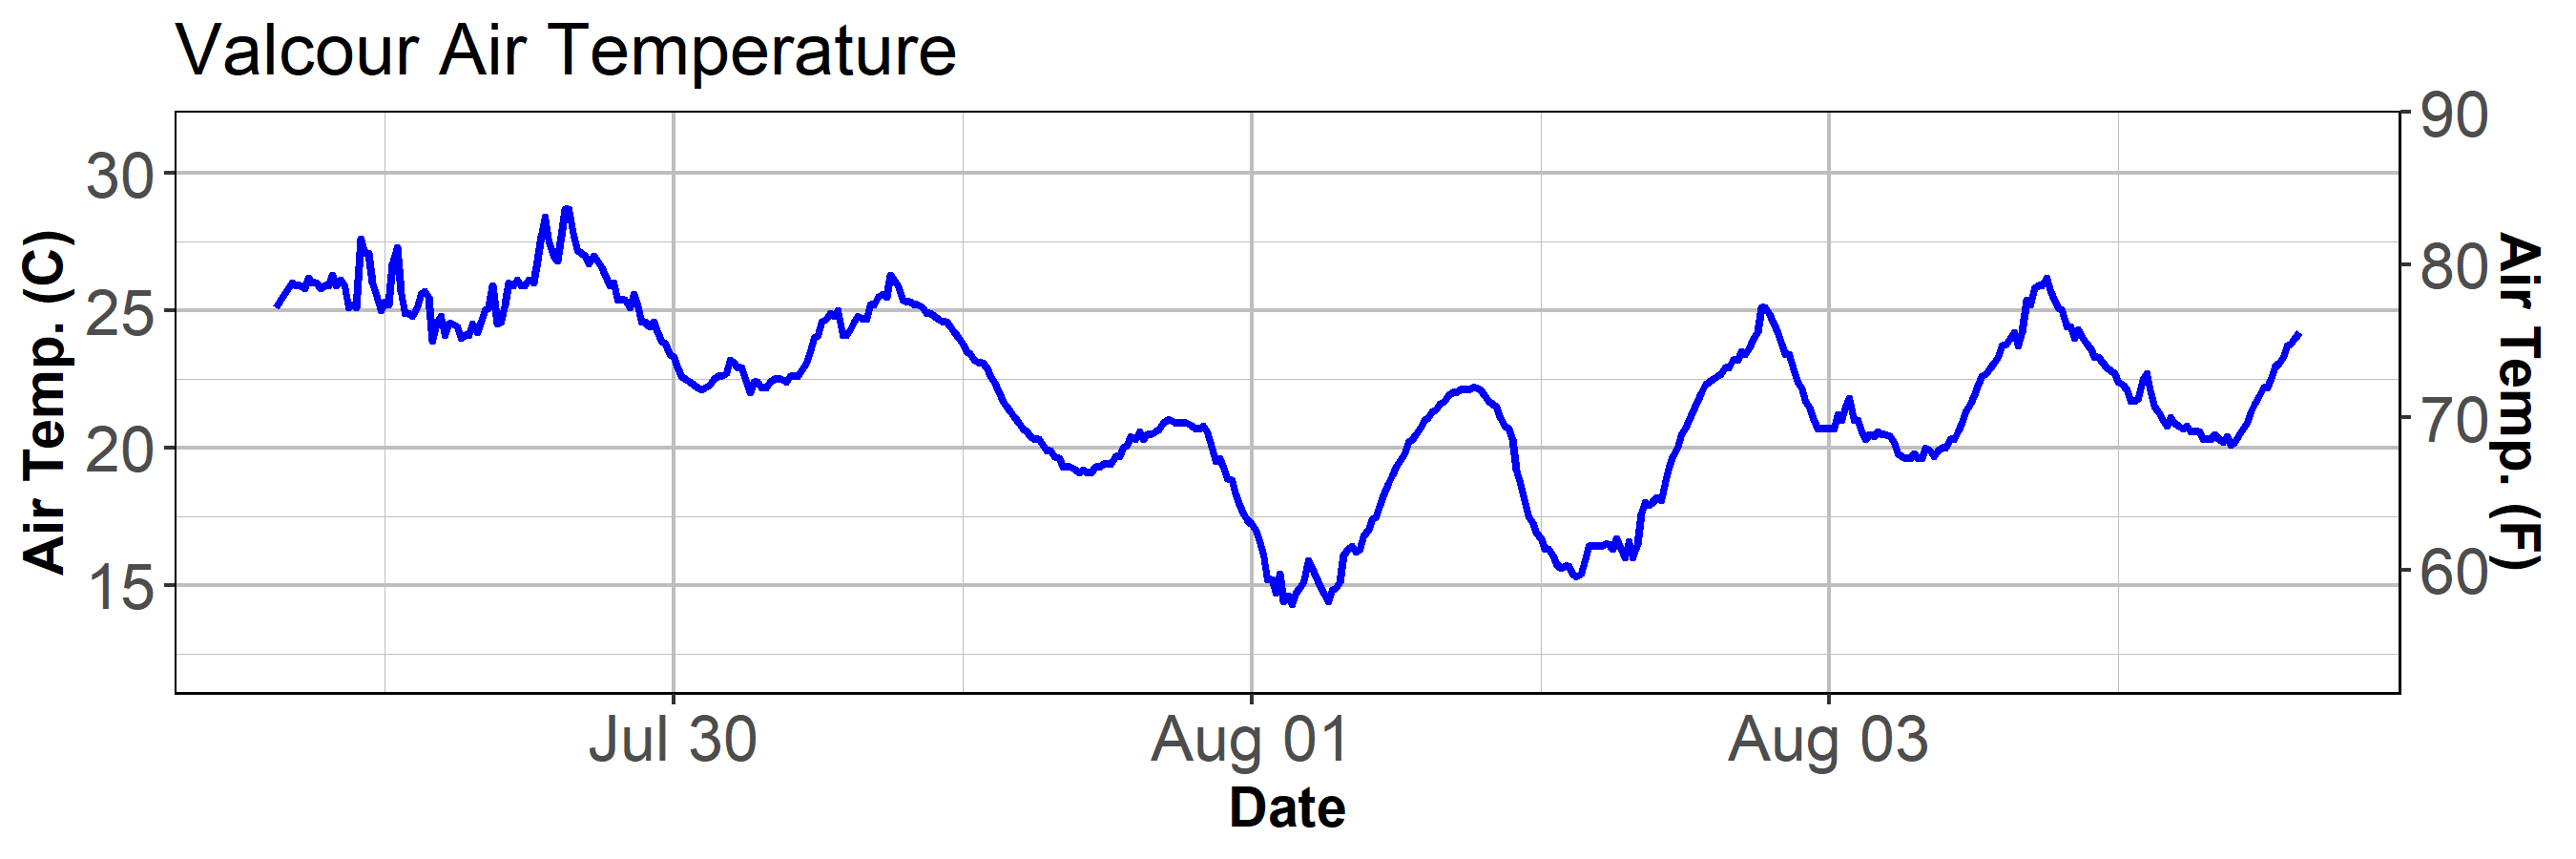 Valcour Air Temperature
Air Temp. (C)
30
25
20
15
90
80
70
60
Air Temp. (F)
Jul 30
Aug 01
Aug 03
Date